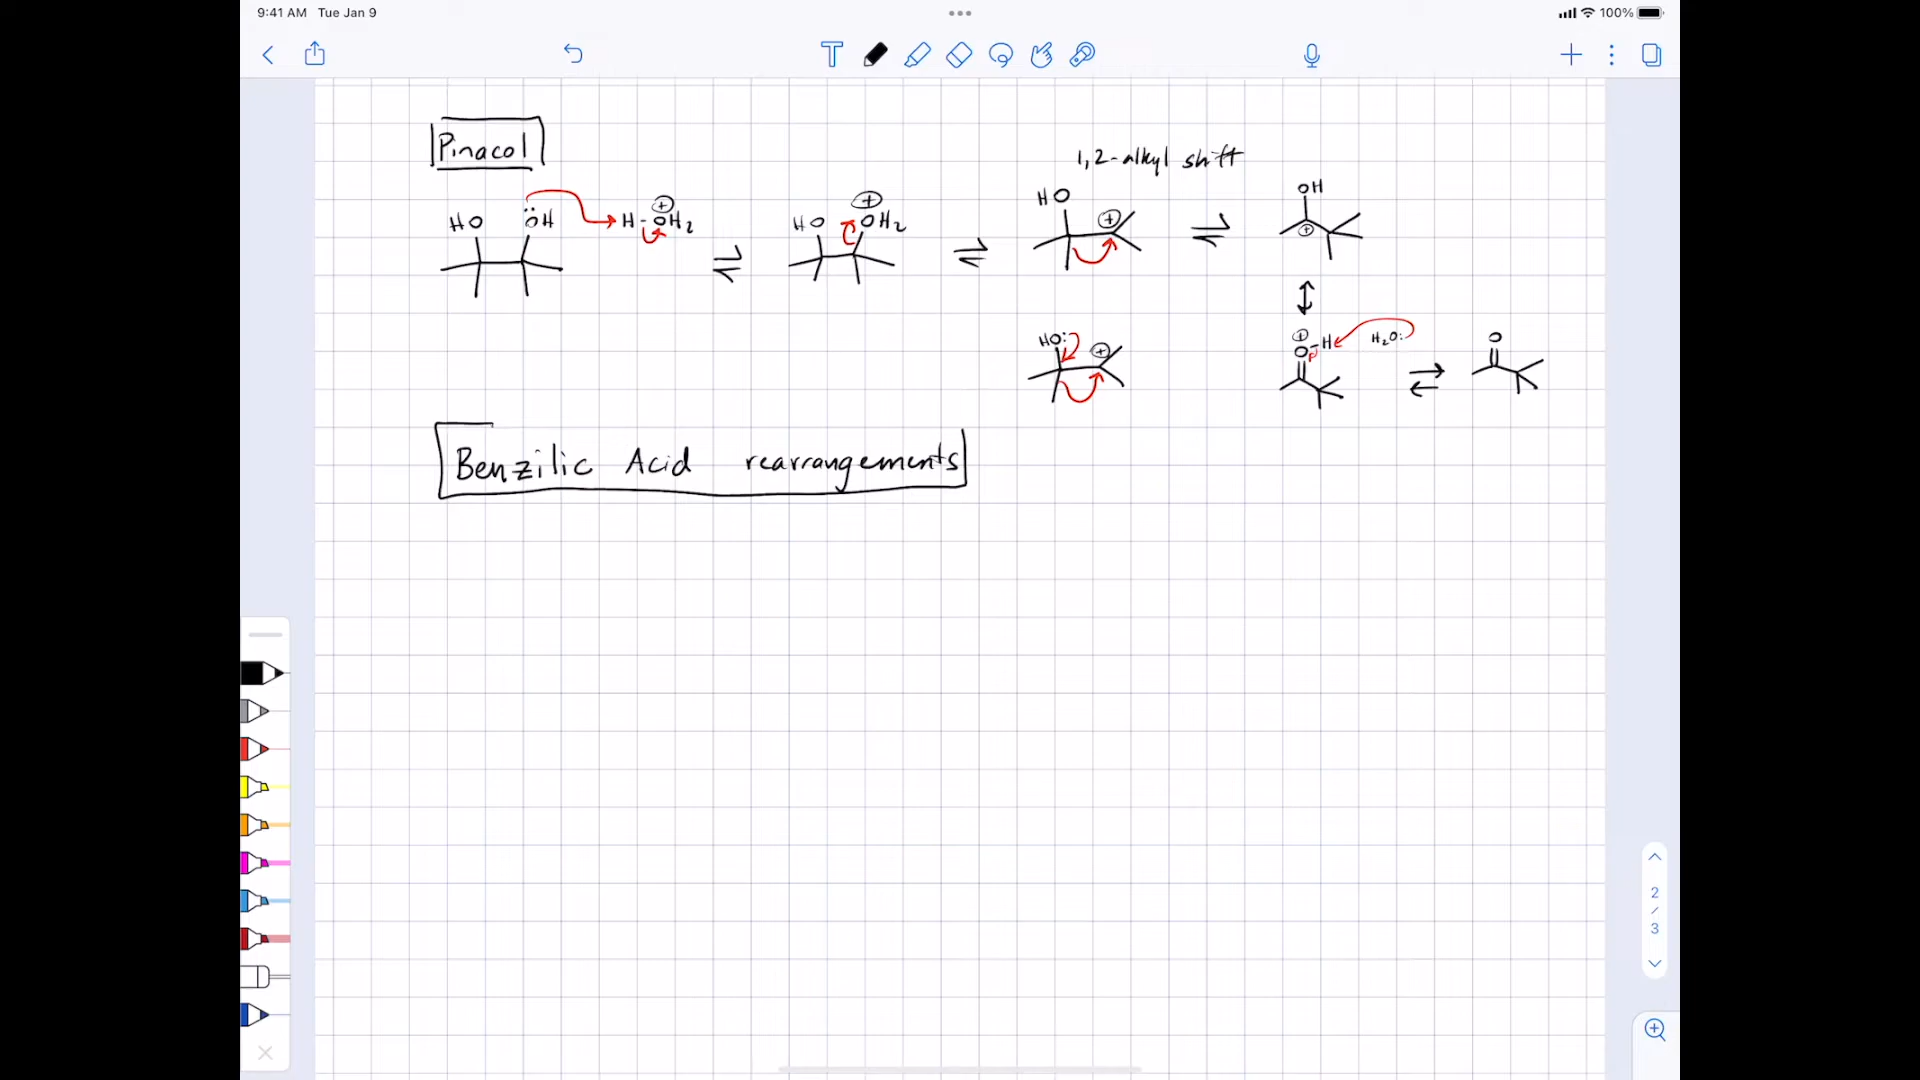 9:41 AM Tue Jan 9
100%
Pinacol
1,2-alkyl shift
HO ÖH H-OH2 ⊕
HO OH2 ⊕
HO ⊕
OH ⊕
HO: ⊕
⊕ O-H H2O:
O
Benzilic Acid rearrangements
2
/
3